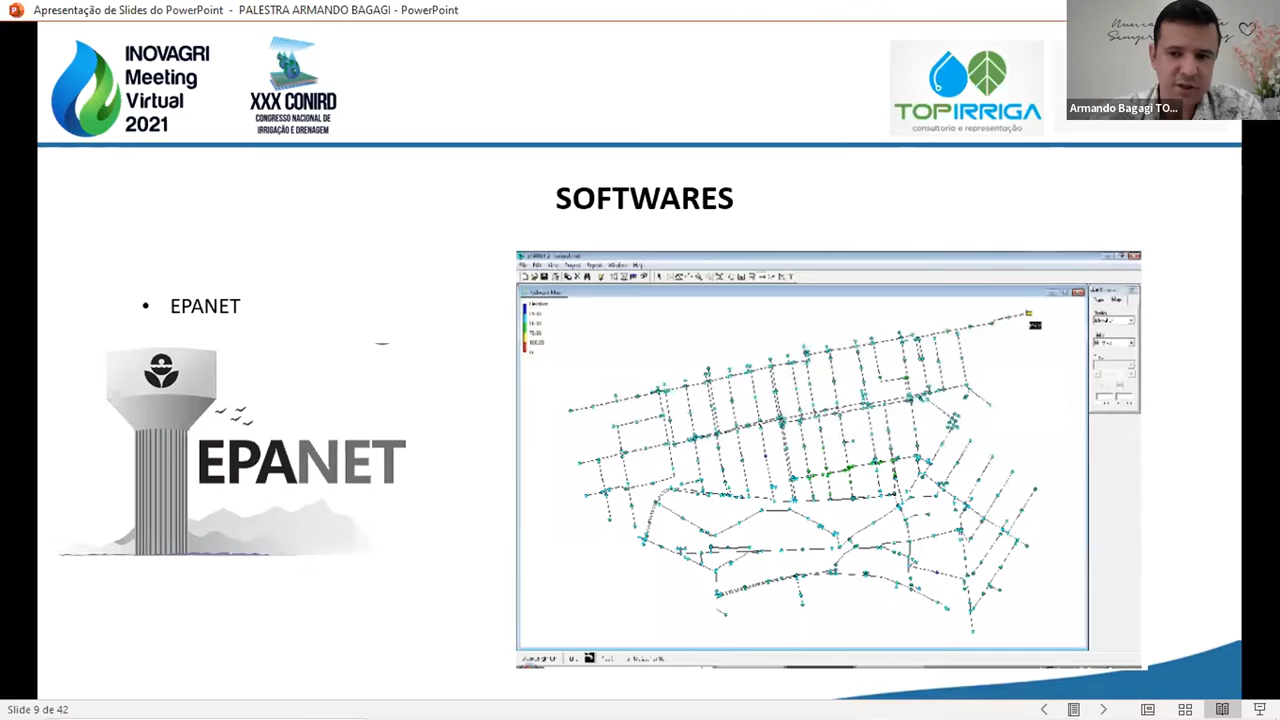 Apresentação de Slides do PowerPoint - PALESTRA ARMANDO BAGAGI - PowerPoint
INOVAGRI
Meeting
Virtual
2021
XXX CONIRD
CONGRESSO NACIONAL DE
IRRIGAÇÃO E DRENAGEM
TOPIRRIGA
consultoria e representação
Armando Bagagi TO...
SOFTWARES
• EPANET
EPANET
Slide 9 de 42